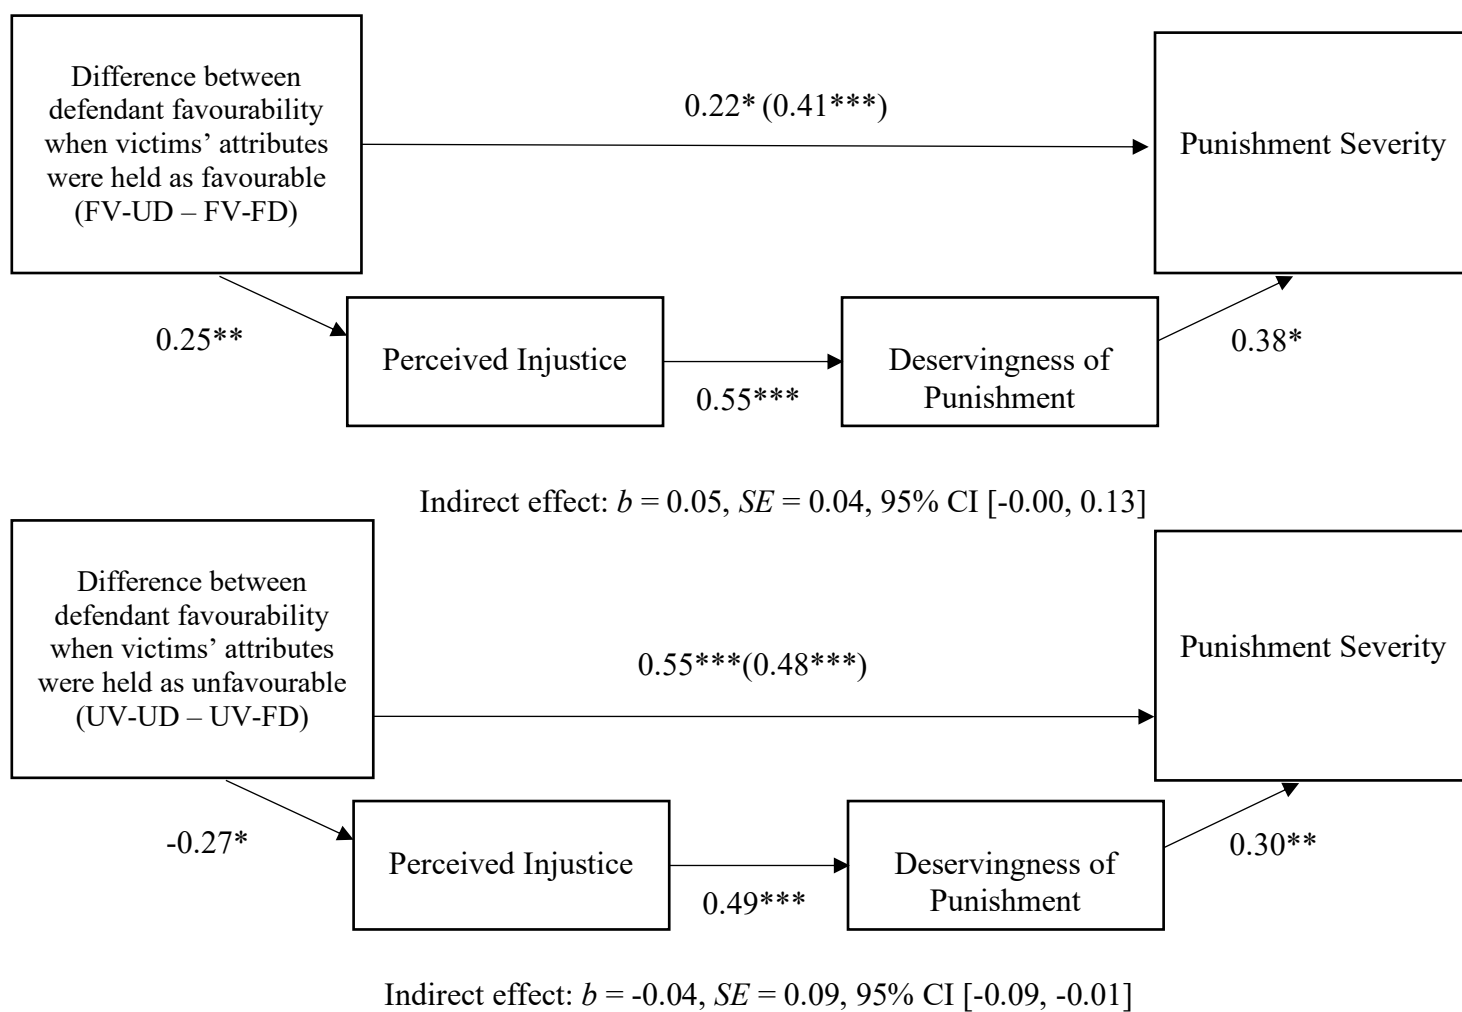 Difference between
defendant favourability
when victims’ attributes
were held as favourable
(FV-UD – FV-FD)
0.22* (0.41***)
Punishment Severity
0.25**
Perceived Injustice
0.55***
Deservingness of
Punishment
0.38*
Indirect effect: b = 0.05, SE = 0.04, 95% CI [-0.00, 0.13]
Difference between
defendant favourability
when victims’ attributes
were held as unfavourable
(UV-UD – UV-FD)
0.55***(0.48***)
Punishment Severity
-0.27*
Perceived Injustice
0.49***
Deservingness of
Punishment
0.30**
Indirect effect: b = -0.04, SE = 0.09, 95% CI [-0.09, -0.01]